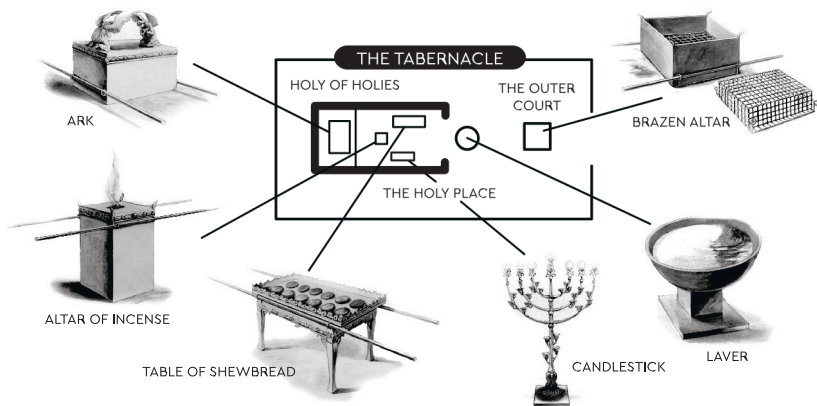 THE TABERNACLE
HOLY OF HOLIES
THE OUTER
COURT
ARK
BRAZEN ALTAR
THE HOLY PLACE
ALTAR OF INCENSE
TABLE OF SHEWBREAD
CANDLESTICK
LAVER